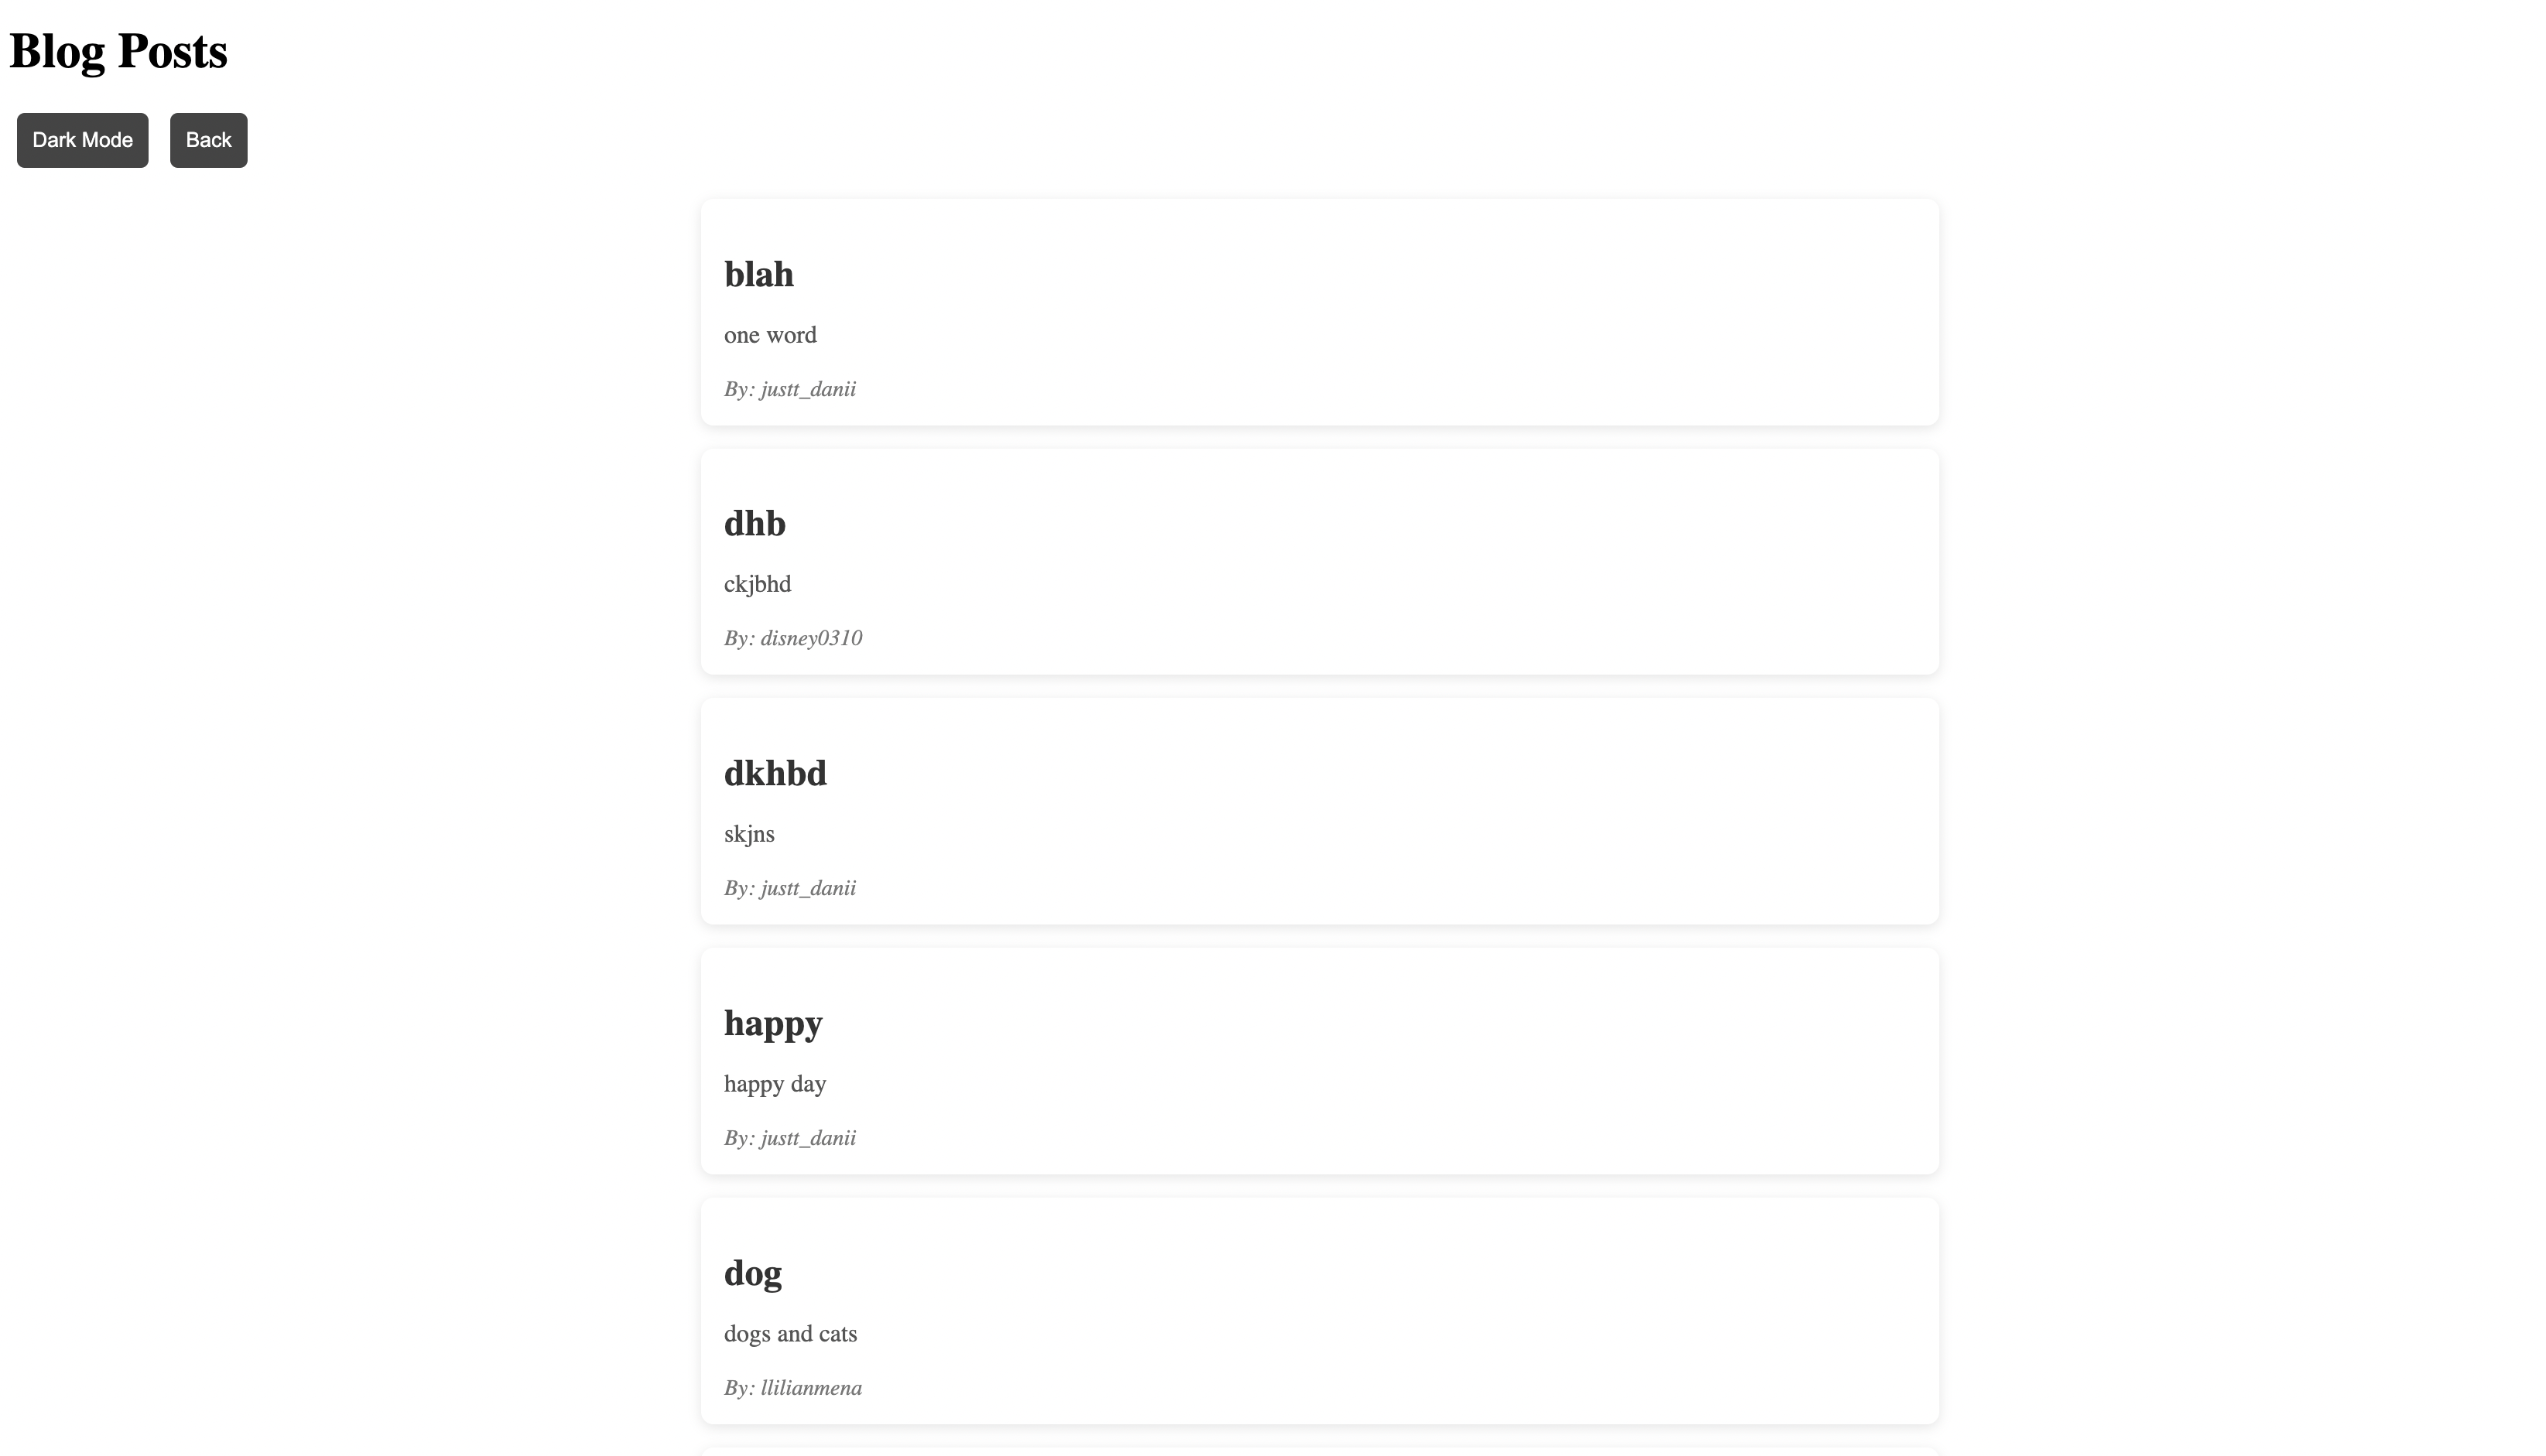 Blog Posts
Dark Mode Back
blah
one word
By: justt_danii
dhb
ckjbhd
By: disney0310
dkhbd
skjns
By: justt_danii
happy
happy day
By: justt_danii
dog
dogs and cats
By: llilianmena